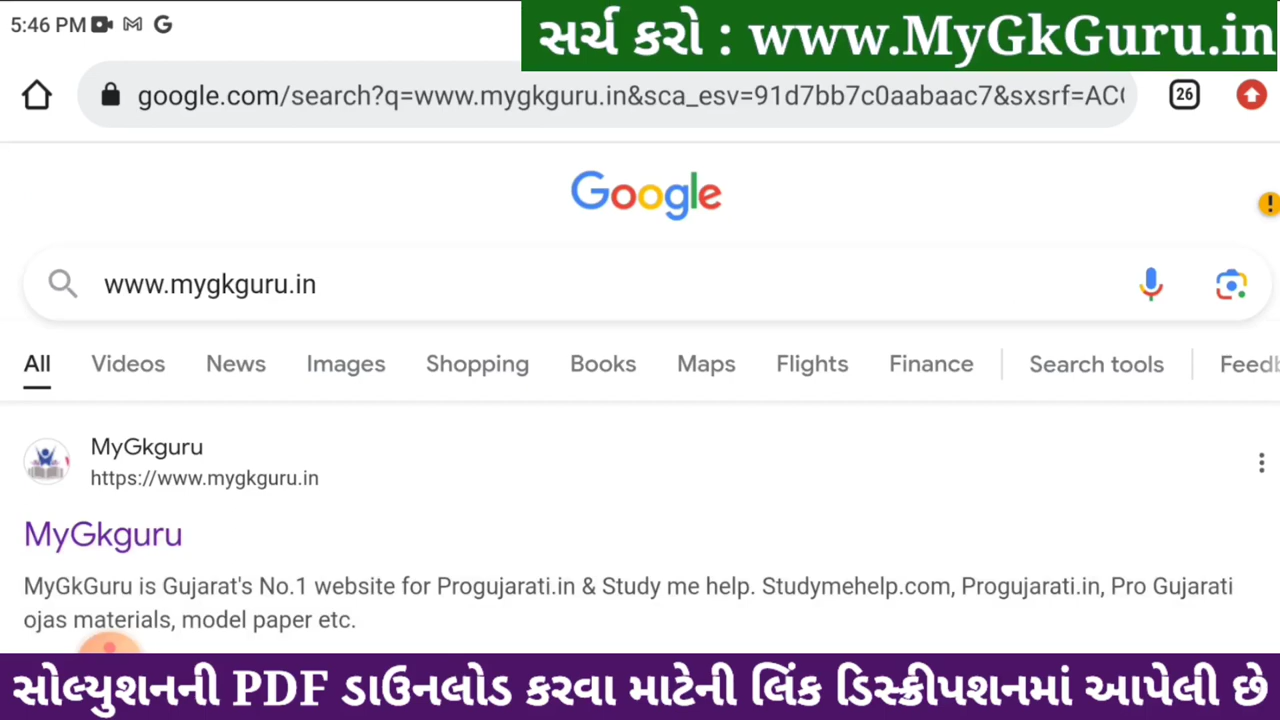 5:46 PM
સર્ચ કરો : www.MyGkGuru.in
google.com/search?q=www.mygkguru.in&sca_esv=91d7bb7c0aabaac7&sxsrf=AC
26
Google
www.mygkguru.in
All Videos News Images Shopping Books Maps Flights Finance Search tools Feedb
MyGkguru
https://www.mygkguru.in
MyGkguru
MyGkGuru is Gujarat's No.1 website for Progujarati.in & Study me help. Studymehelp.com, Progujarati.in, Pro Gujarati
ojas materials, model paper etc.
સોલ્યુશનની PDF ડાઉનલોડ કરવા માટેની લિંક ડિસ્ક્રીપશનમાં આપેલી છે